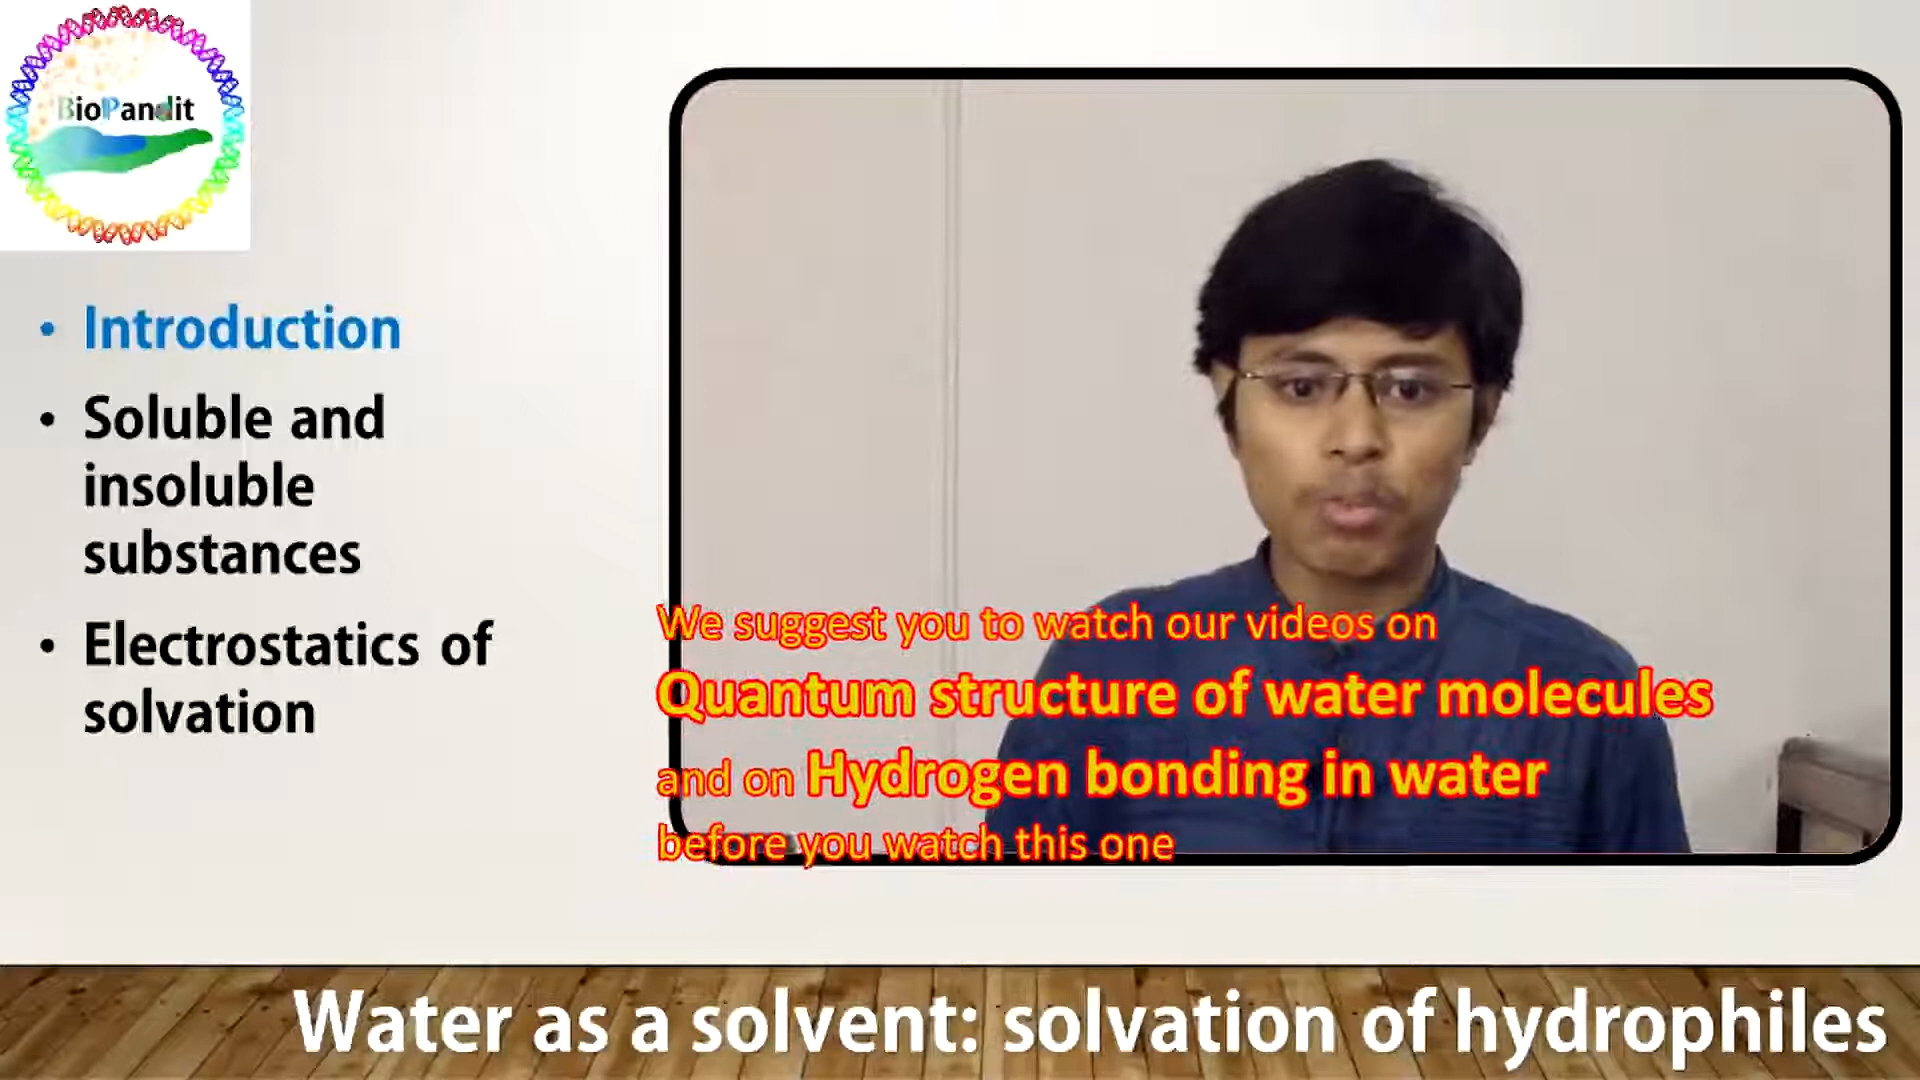 BioPandit
• Introduction
• Soluble and
insoluble
substances
• Electrostatics of
solvation
We suggest you to watch our videos on
Quantum structure of water molecules
and on Hydrogen bonding in water
before you watch this one
Water as a solvent: solvation of hydrophiles